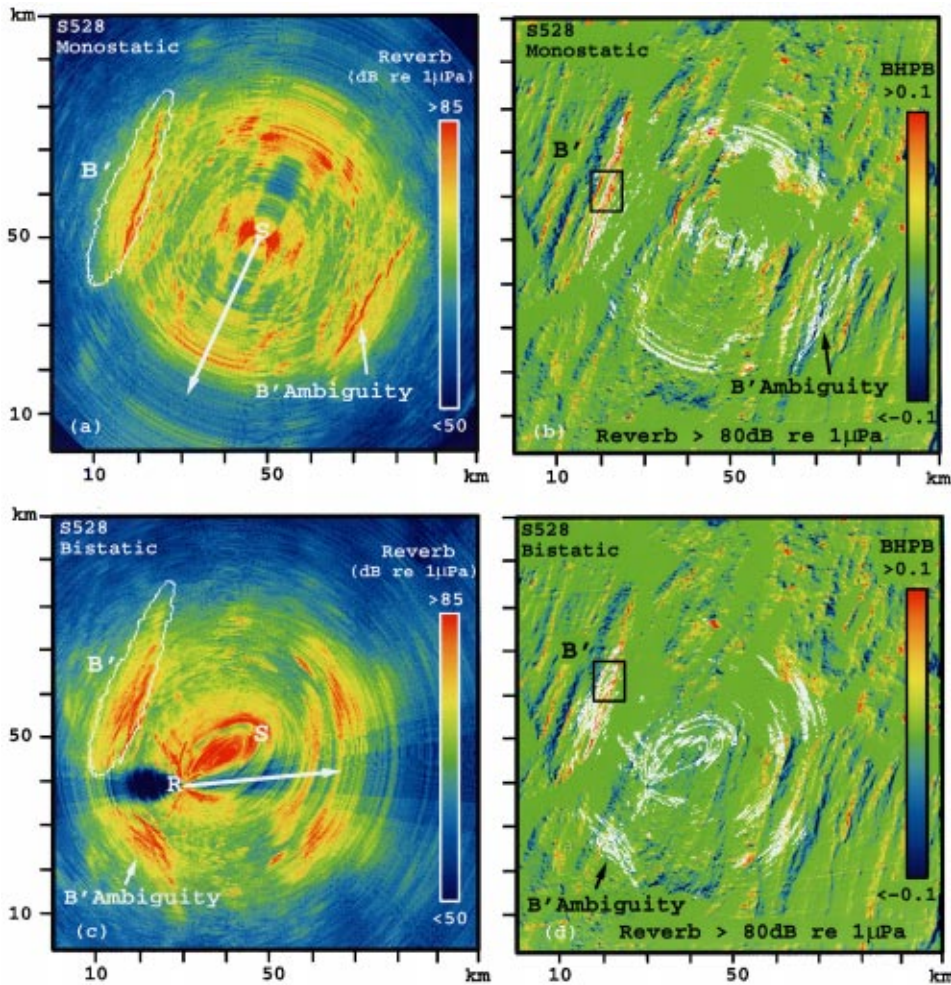 km
S528
Monostatic
Reverb
(dB re 1µPa)
>85
B'
50
S
B'Ambiguity
10
(a)
<50
10
50
km
S528
Monostatic
BHPB
>0.1
B'
B'Ambiguity
(b)
Reverb > 80dB re 1µPa
<-0.1
10
50
km
km
S528
Bistatic
Reverb
(dB re 1µPa)
>85
B'
50
S
R
B'Ambiguity
10
(c)
<50
10
50
km
S528
Bistatic
BHPB
>0.1
B'
B'Ambiguity
(d)
Reverb > 80dB re 1µPa
<-0.1
10
50
km